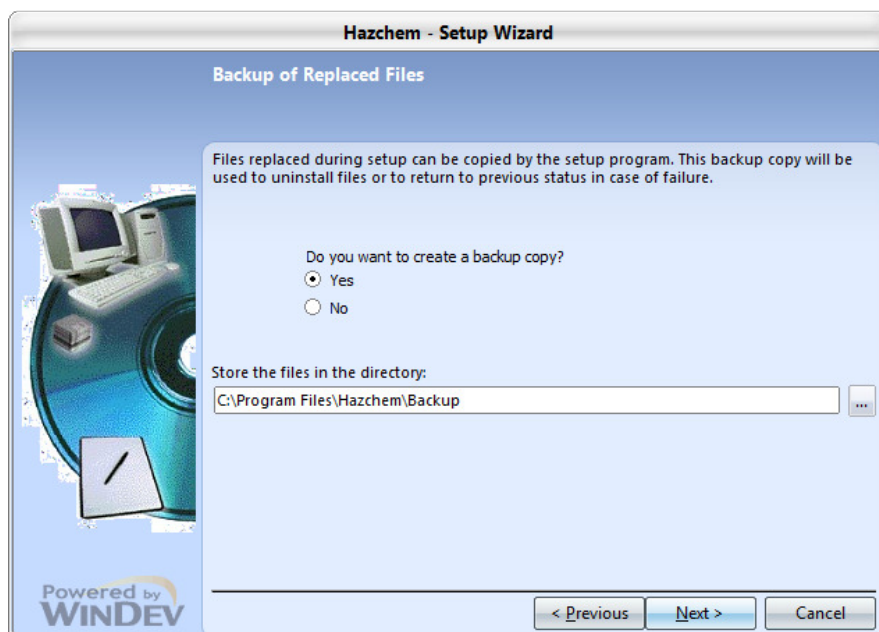 Hazchem - Setup Wizard
Backup of Replaced Files
Files replaced during setup can be copied by the setup program. This backup copy will be
used to uninstall files or to return to previous status in case of failure.
Do you want to create a backup copy?
Yes
No
Store the files in the directory:
C:\Program Files\Hazchem\Backup
...
Powered by
WINDEV
< Previous
Next >
Cancel